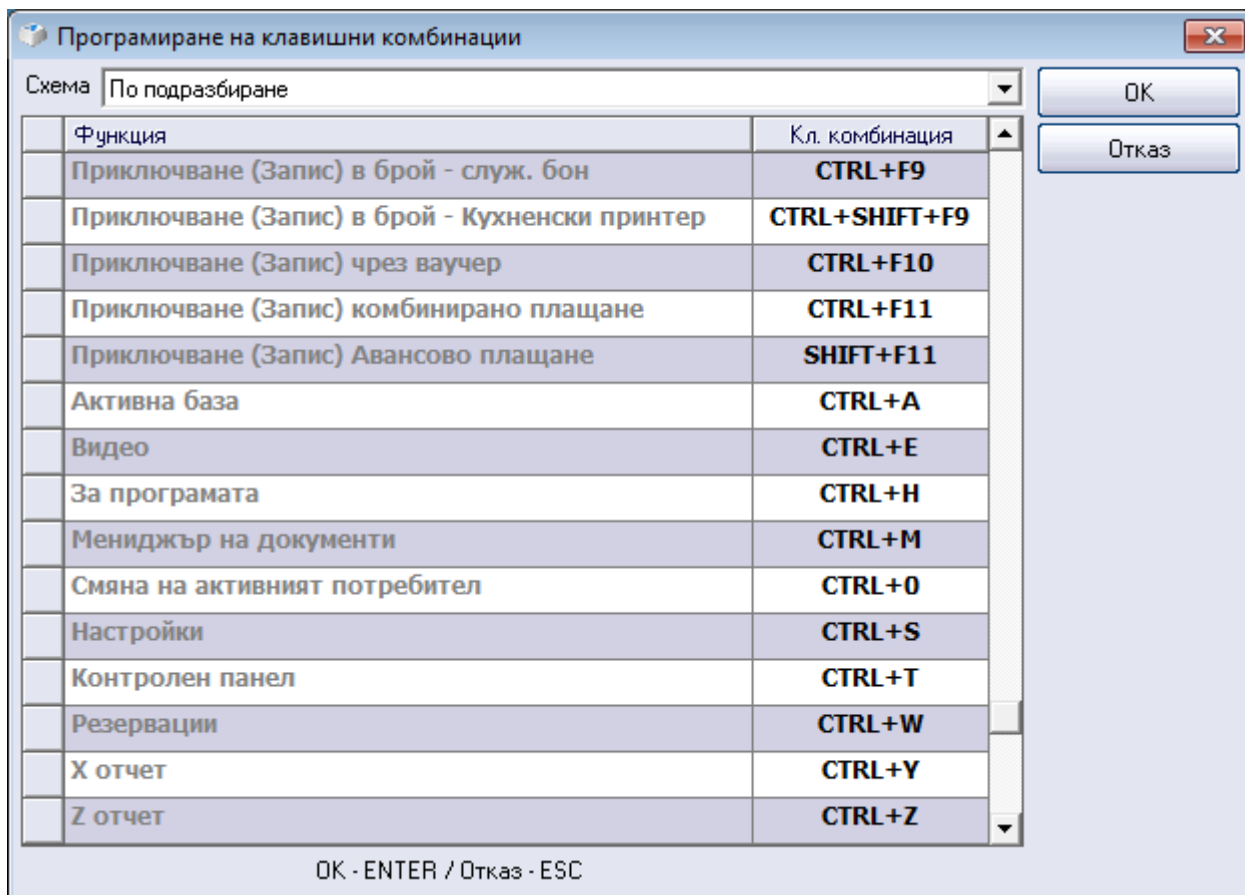 Програмиране на клавишни комбинации
Схема По подразбиране
OK
Функция Кл. комбинация
Отказ
Приключване (Запис) в брой - служ. бон CTRL+F9
Приключване (Запис) в брой - Кухненски принтер CTRL+SHIFT+F9
Приключване (Запис) чрез ваучер CTRL+F10
Приключване (Запис) комбинирано плащане CTRL+F11
Приключване (Запис) Авансово плащане SHIFT+F11
Активна база CTRL+A
Видео CTRL+E
За програмата CTRL+H
Мениджър на документи CTRL+M
Смяна на активният потребител CTRL+0
Настройки CTRL+S
Контролен панел CTRL+T
Резервации CTRL+W
X отчет CTRL+Y
Z отчет CTRL+Z
OK - ENTER / Отказ - ESC